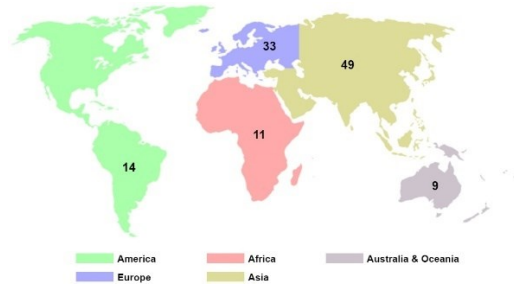 33
49
11
14
9
America
Africa
Australia & Oceania
Europe
Asia